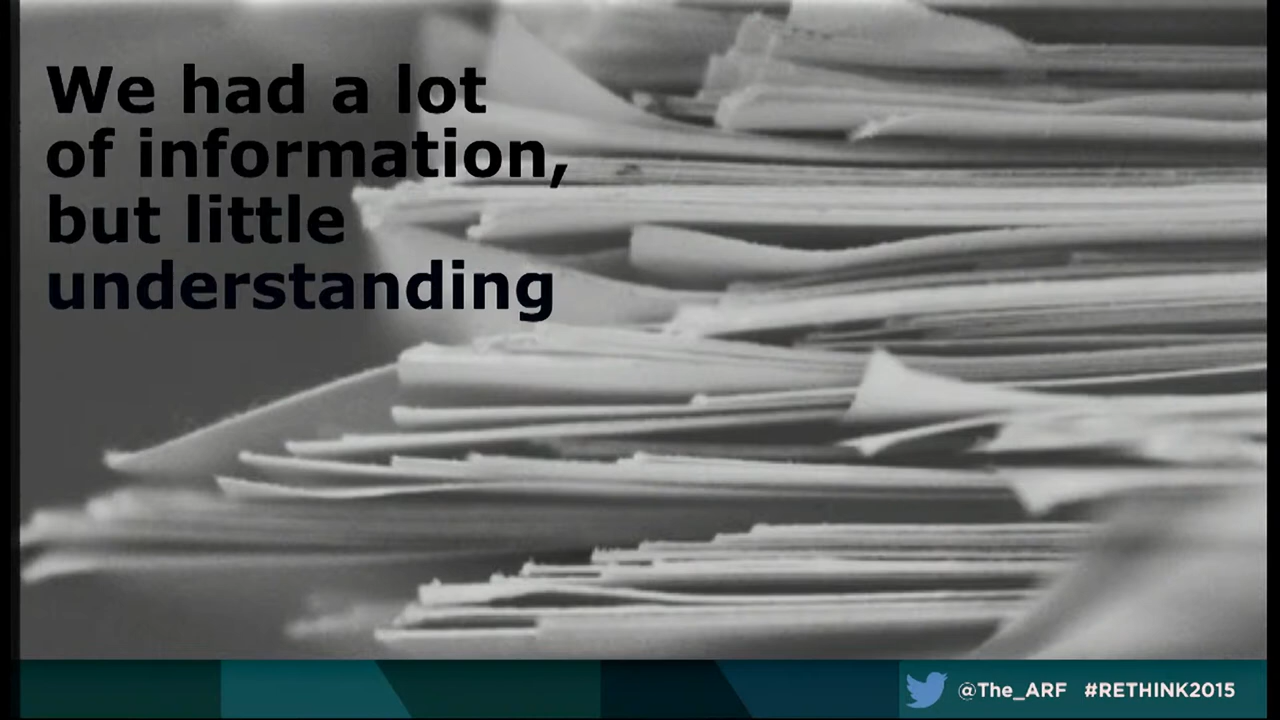 We had a lot
of information,
but little
understanding
@The_ARF #RETHINK2015